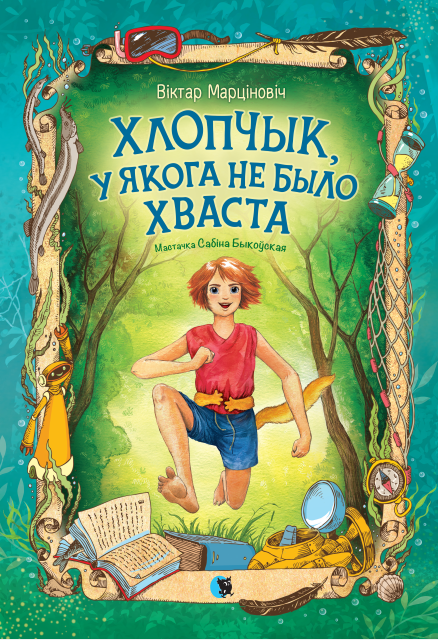 Віктар Марціновіч
ХЛОПЧЫК,
У ЯКОГА НЕ БЫЛО
ХВАСТА
Мастачка Сабіна Быкоўская